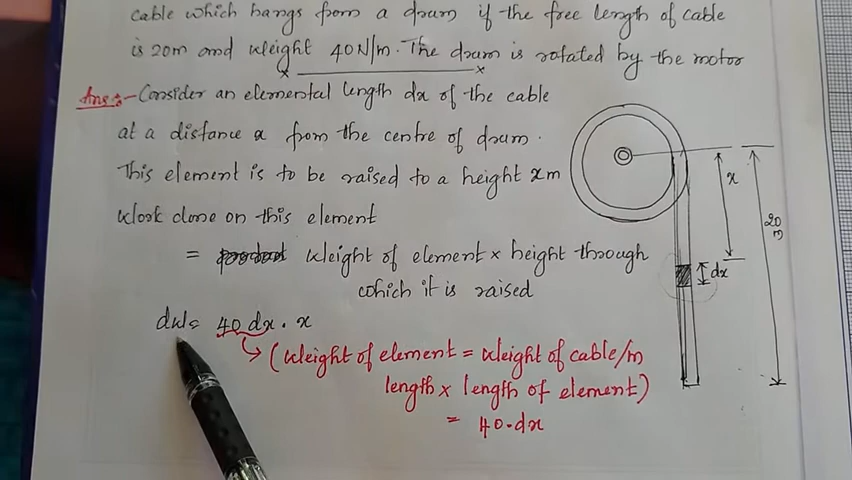 cable which hangs from a drum if the free length of cable
is 20m and weight 40N/m. The drum is rotated by the motor
Ans:- Consider an elemental length dx of the cable
at a distance x from the centre of drum.
This element is to be raised to a height x m
Work done on this element
= weight of element × height through
which it is raised
dW = 40 dx . x
(Weight of element = weight of cable/m
length × length of element)
= 40.dx
x
20
m
dx